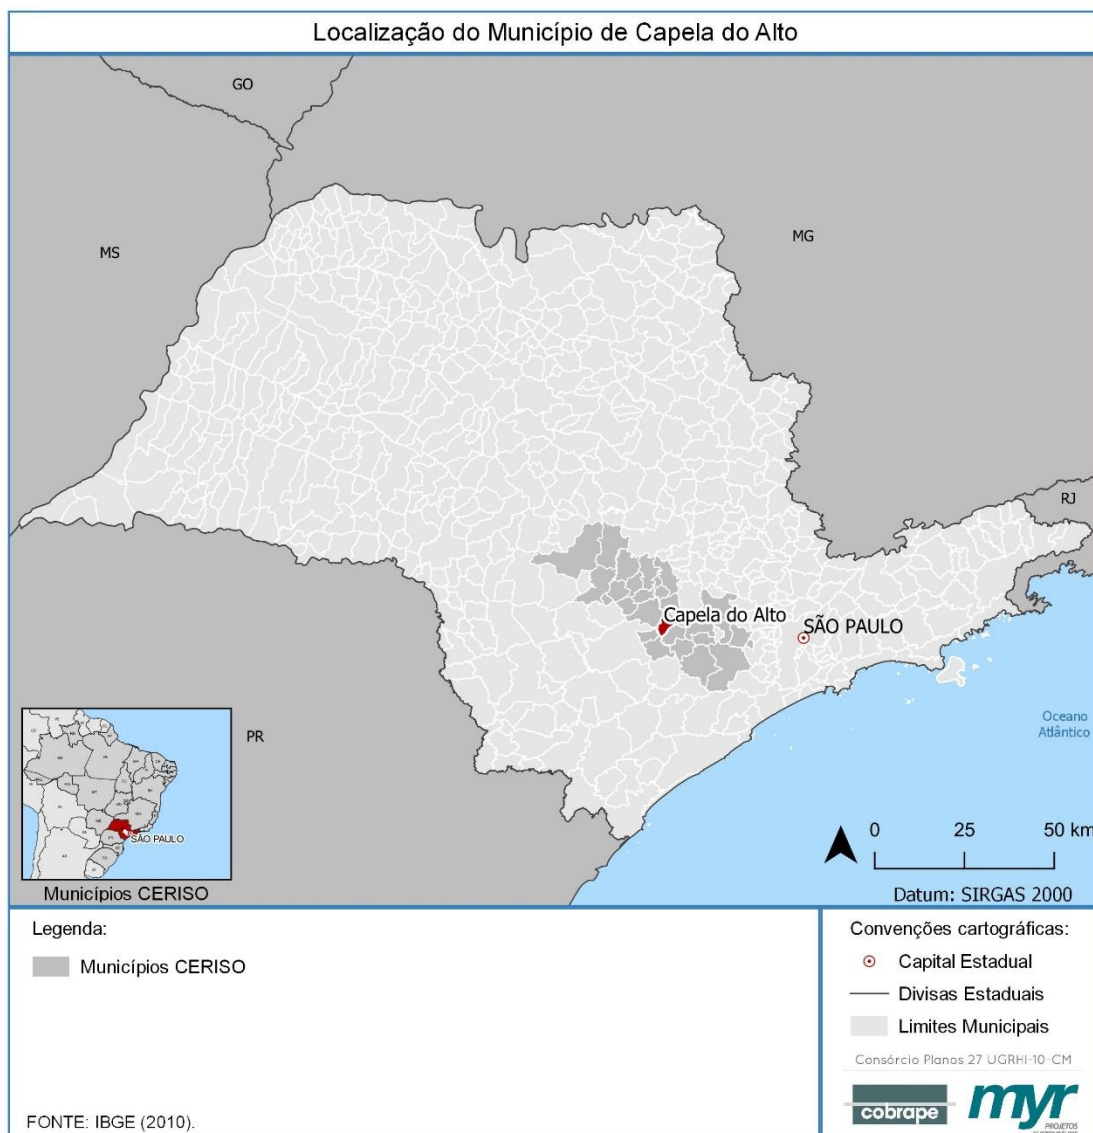 Localização do Município de Capela do Alto
GO
MS
MG
RJ
Capela do Alto
SÃO PAULO
Oceano
Atlântico
PR
SÃO PAULO
Municípios CERISO
0 25 50 km
Datum: SIRGAS 2000
Legenda:
Municípios CERISO
FONTE: IBGE (2010).
Convenções cartográficas:
Capital Estadual
Divisas Estaduais
Limites Municipais
Consórcio Planos 27 UGRHI-10-CM
cobrape
myr
PROJETOS